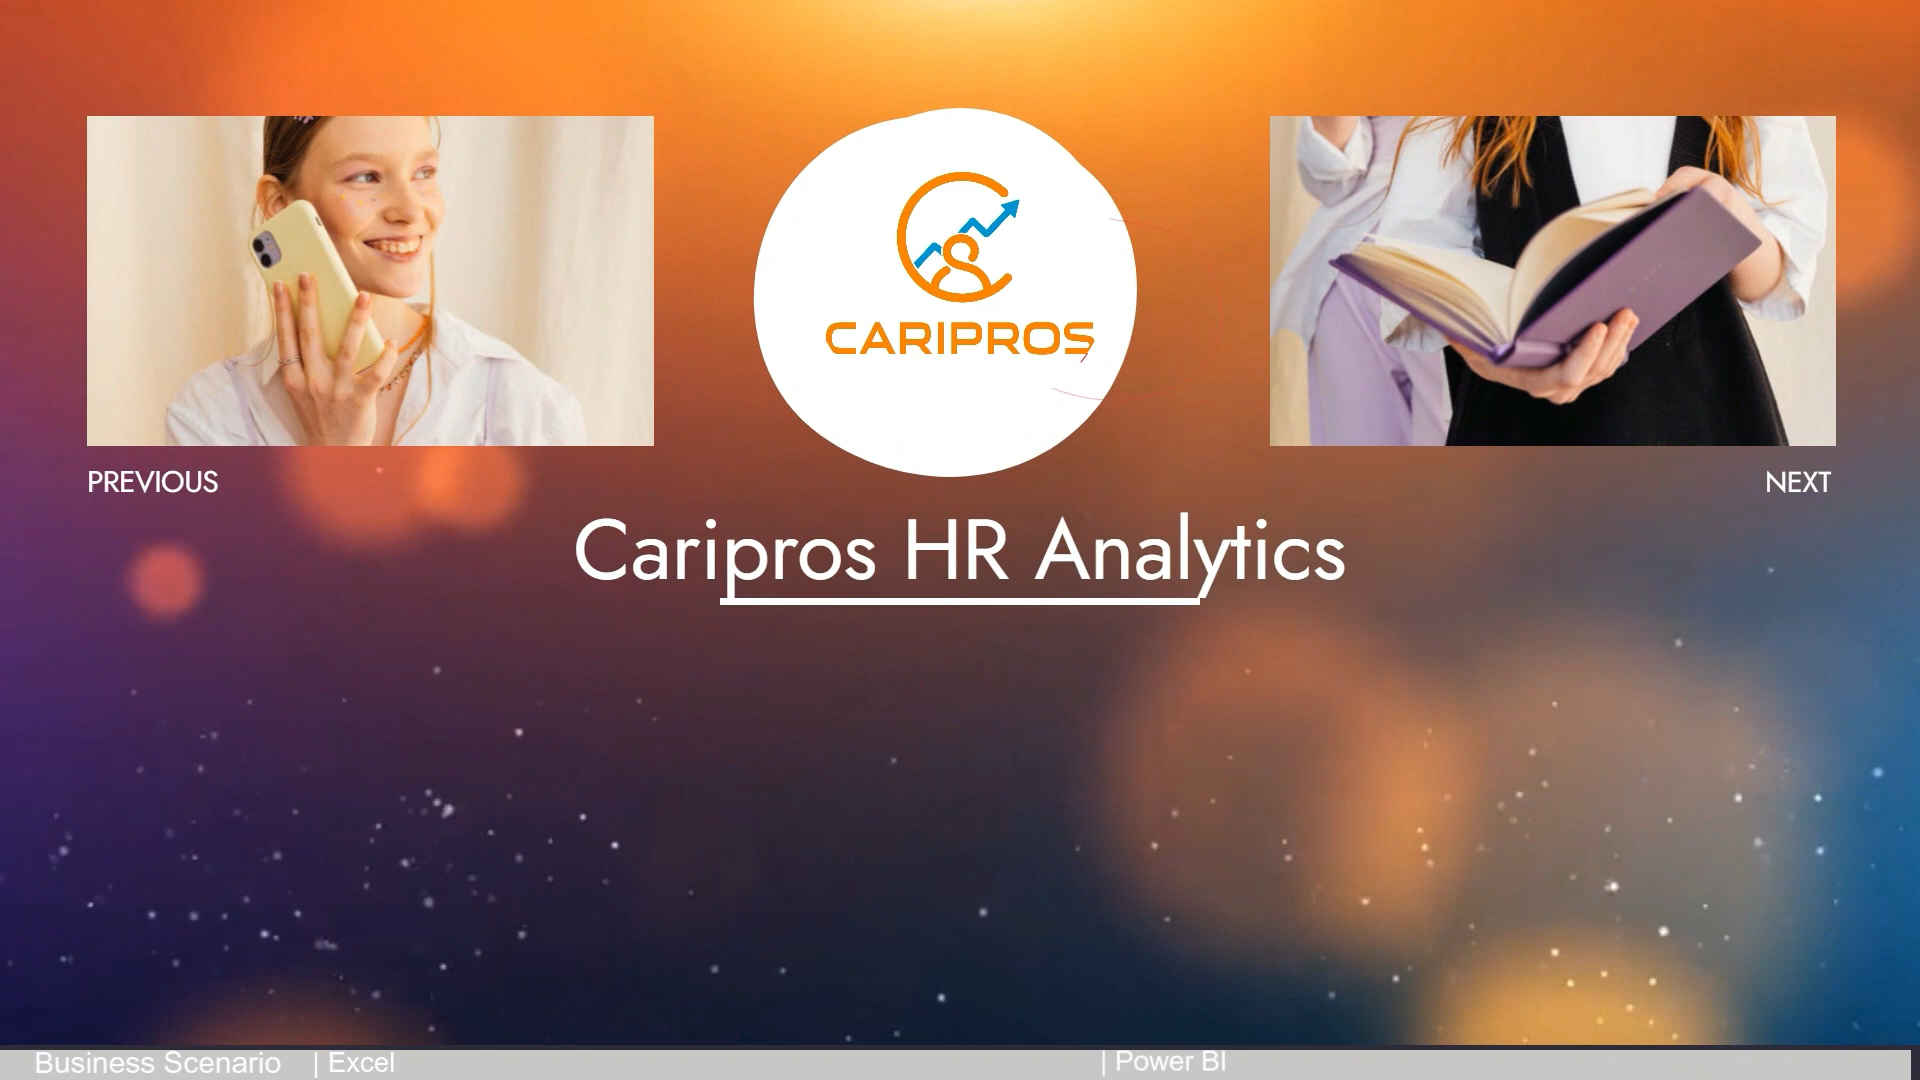 CARIPROS
PREVIOUS
NEXT
Caripros HR Analytics
Business Scenario | Excel | Power BI